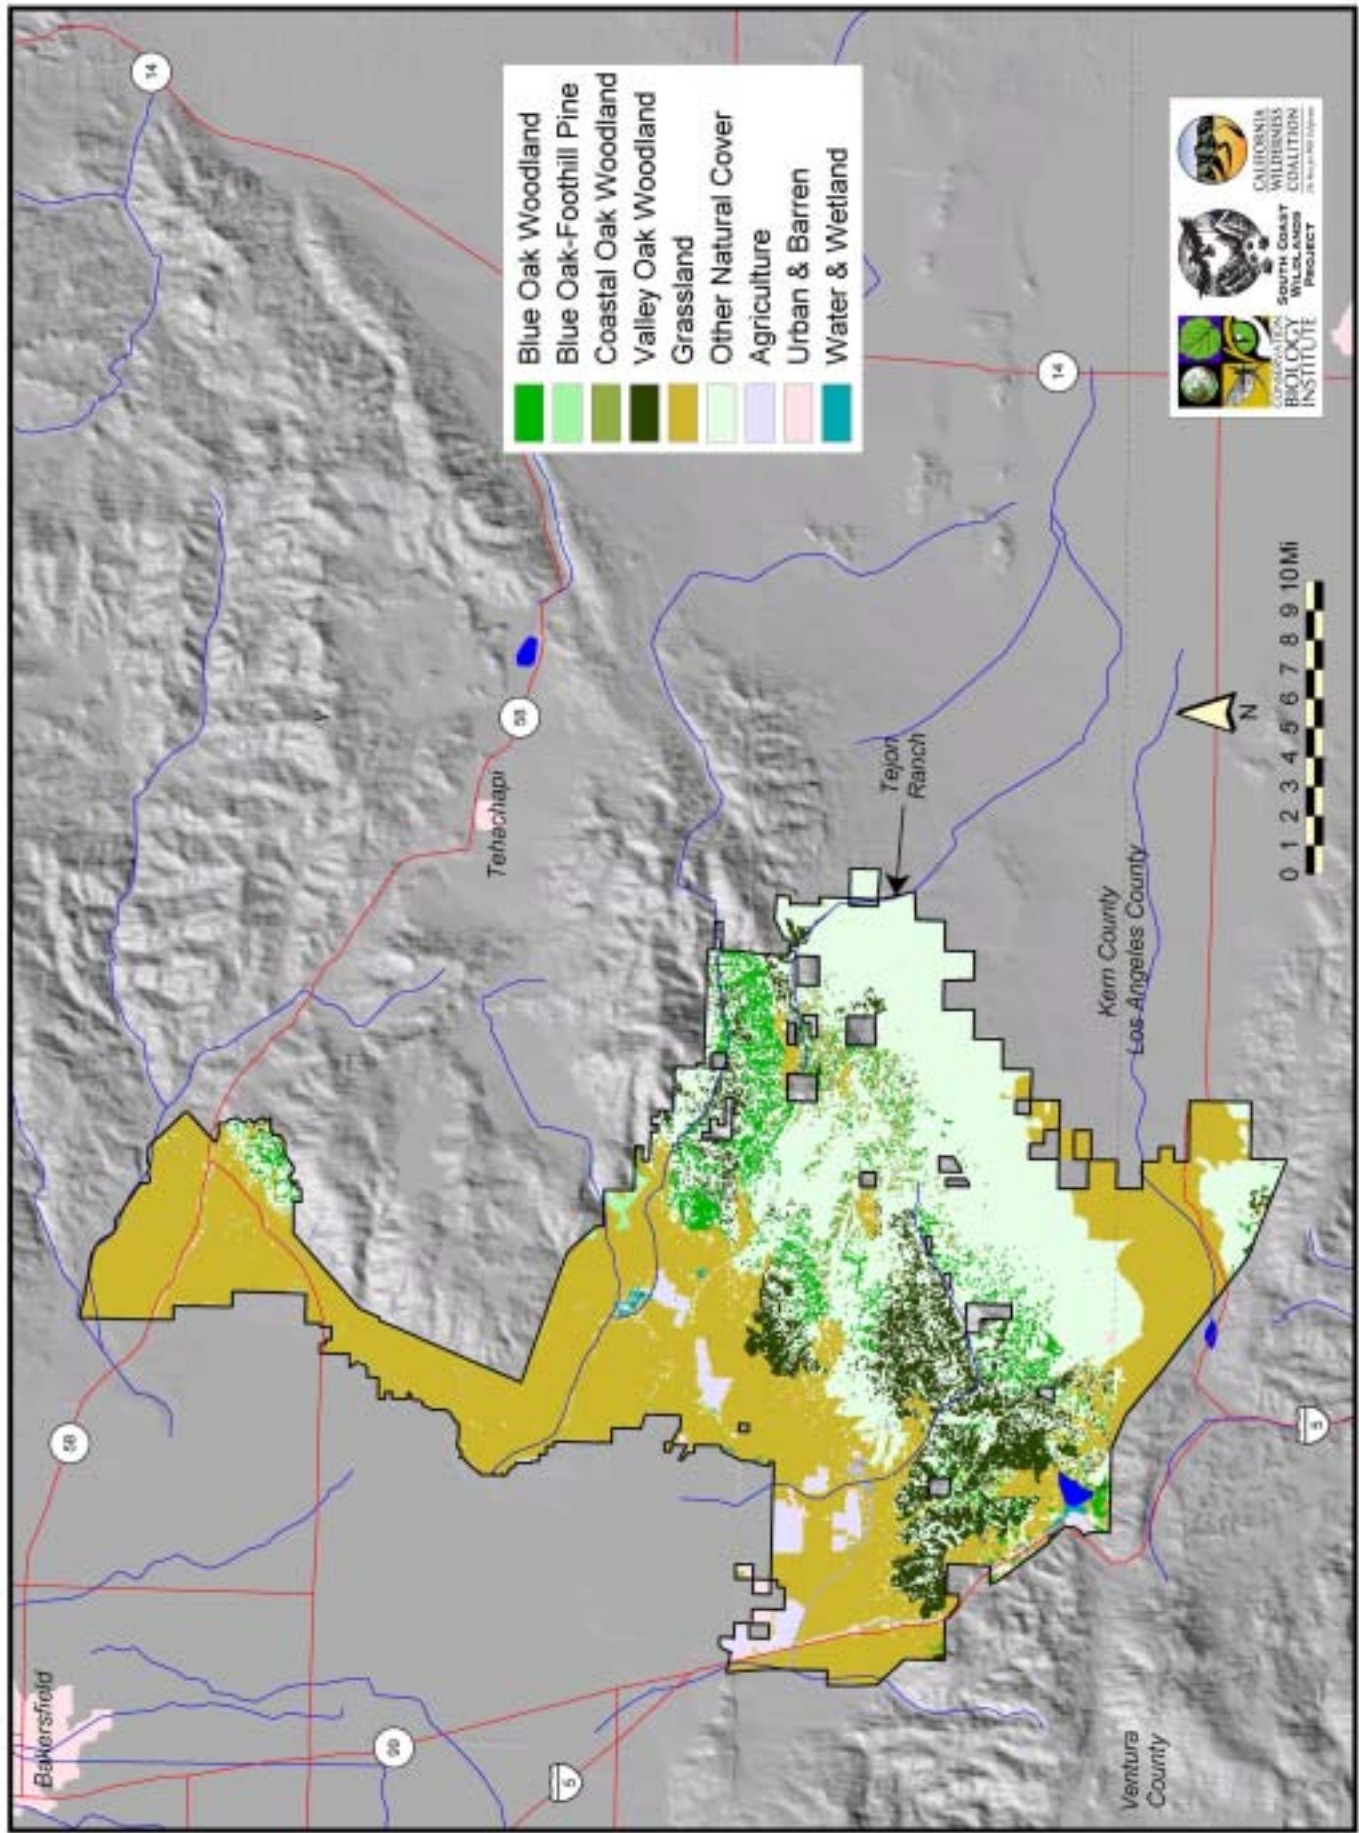 14
Blue Oak Woodland
Blue Oak-Foothill Pine
Coastal Oak Woodland
Valley Oak Woodland
Grassland
Other Natural Cover
Agriculture
Urban & Barren
Water & Wetland
58
Tehachapi
14
CONSERVATION
BIOLOGY
INSTITUTE
SOUTH COAST
WILDLANDS
PROJECT
CALIFORNIA
WILDERNESS
COALITION
Tejon
Ranch
Kern County
Los Angeles County
N
0 1 2 3 4 5 6 7 8 9 10 Mi
58
Bakersfield
99
5
5
Ventura
County